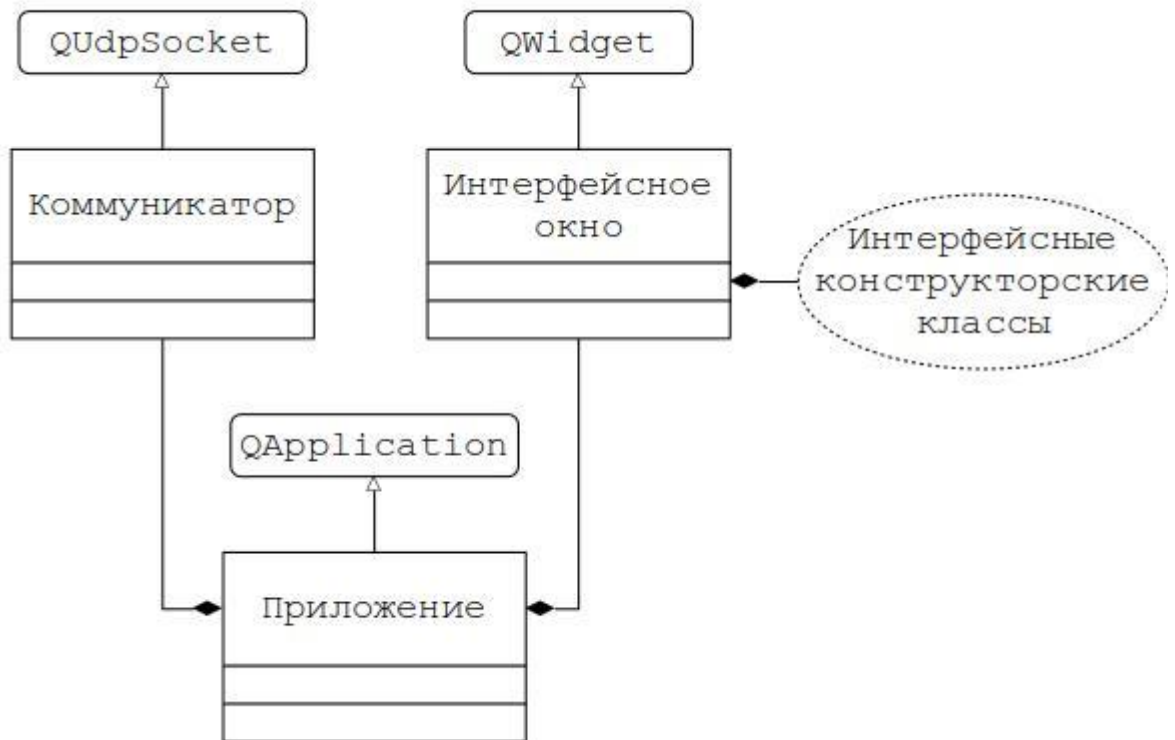 QUdpSocket
QWidget
Коммуникатор
Интерфейсное
окно
Интерфейсные
конструкторские
классы
QApplication
Приложение